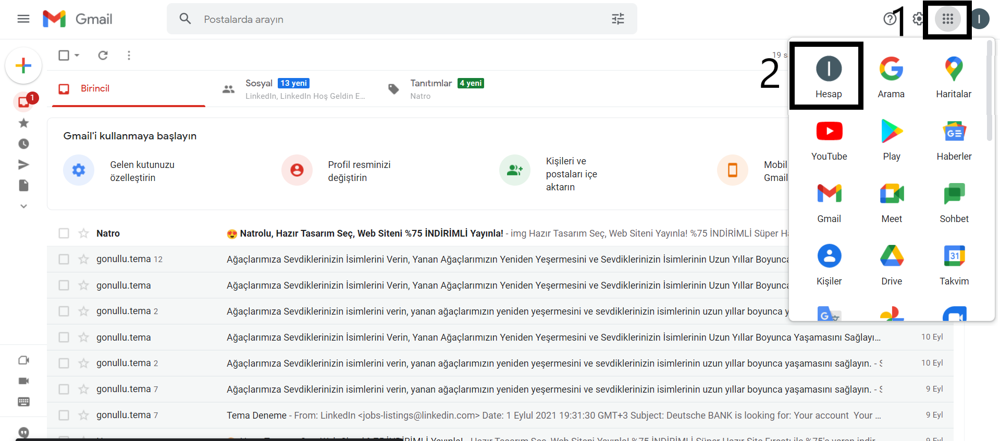 Gmail
Postalarda arayın
1
I
2
19 s
Birincil
1
Sosyal 13 yeni
LinkedIn, LinkedIn Hoş Geldin E...
Tanıtımlar 4 yeni
Natro
I
Hesap
Arama
Haritalar
YouTube
Play
Haberler
Gmail
Meet
Sohbet
Kişiler
Drive
31
Takvim
Gmail'i kullanmaya başlayın
Gelen kutunuzu
özelleştirin
Profil resminizi
değiştirin
Kişileri ve
postaları içe
aktarın
Mobil
Gmail
Natro 😍 Natrolu, Hazır Tasarım Seç, Web Siteni %75 İNDİRİMLİ Yayınla! - img Hazır Tasarım Seç, Web Siteni Yayınla! %75 İNDİRİMLİ Süper Ha
gonullu.tema 12 Ağaçlarımıza Sevdiklerinizin İsimlerini Verin, Yanan Ağaçlarımızın Yeniden Yeşermesini ve Sevdiklerinizin İsimlerinin Uzun Yıllar Boyunca
gonullu.tema Ağaçlarımıza Sevdiklerinizin İsimlerini Verin, Yanan Ağaçlarımızın Yeniden Yeşermesini ve Sevdiklerinizin İsimlerinin Uzun Yıllar Boyunca
gonullu.tema 2 Ağaçlarımıza Sevdiklerinizin isimlerini verin, yanan ağaçlarımızın yeniden yeşermesini ve sevdiklerinizin isimlerinin uzun yıllar boyunca y
gonullu.tema Ağaçlarımıza Sevdiklerinizin İsimlerini Verin, Yanan Ağaçlarımızın Yeniden Yeşermesini ve Sevdiklerinizin İsimlerinin Uzun Yıllar Boyunca Yaşamasını Sağlayı... 10 Eyl
gonullu.tema 2 Ağaçlarımıza Sevdiklerinizin isimlerini verin, yanan ağaçlarımızın yeniden yeşermesini ve sevdiklerinizin isimlerinin uzun yıllar boyunca yaşamasını sağlayın. - S 10 Eyl
gonullu.tema 7 Ağaçlarımıza Sevdiklerinizin isimlerini verin, yanan ağaçlarımızın yeniden yeşermesini ve sevdiklerinizin isimlerinin uzun yıllar boyunca yaşamasını sağlayın. - S 9 Eyl
gonullu.tema 7 Tema Deneme - From: LinkedIn <jobs-listings@linkedin.com> Date: 1 Eylul 2021 19:31:30 GMT+3 Subject: Deutsche BANK is looking for: Your account Your ... 9 Eyl